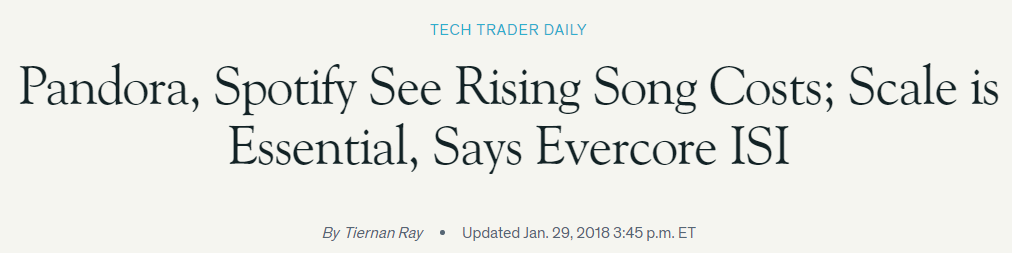 TECH TRADER DAILY
Pandora, Spotify See Rising Song Costs; Scale is
Essential, Says Evercore ISI
By Tiernan Ray • Updated Jan. 29, 2018 3:45 p.m. ET